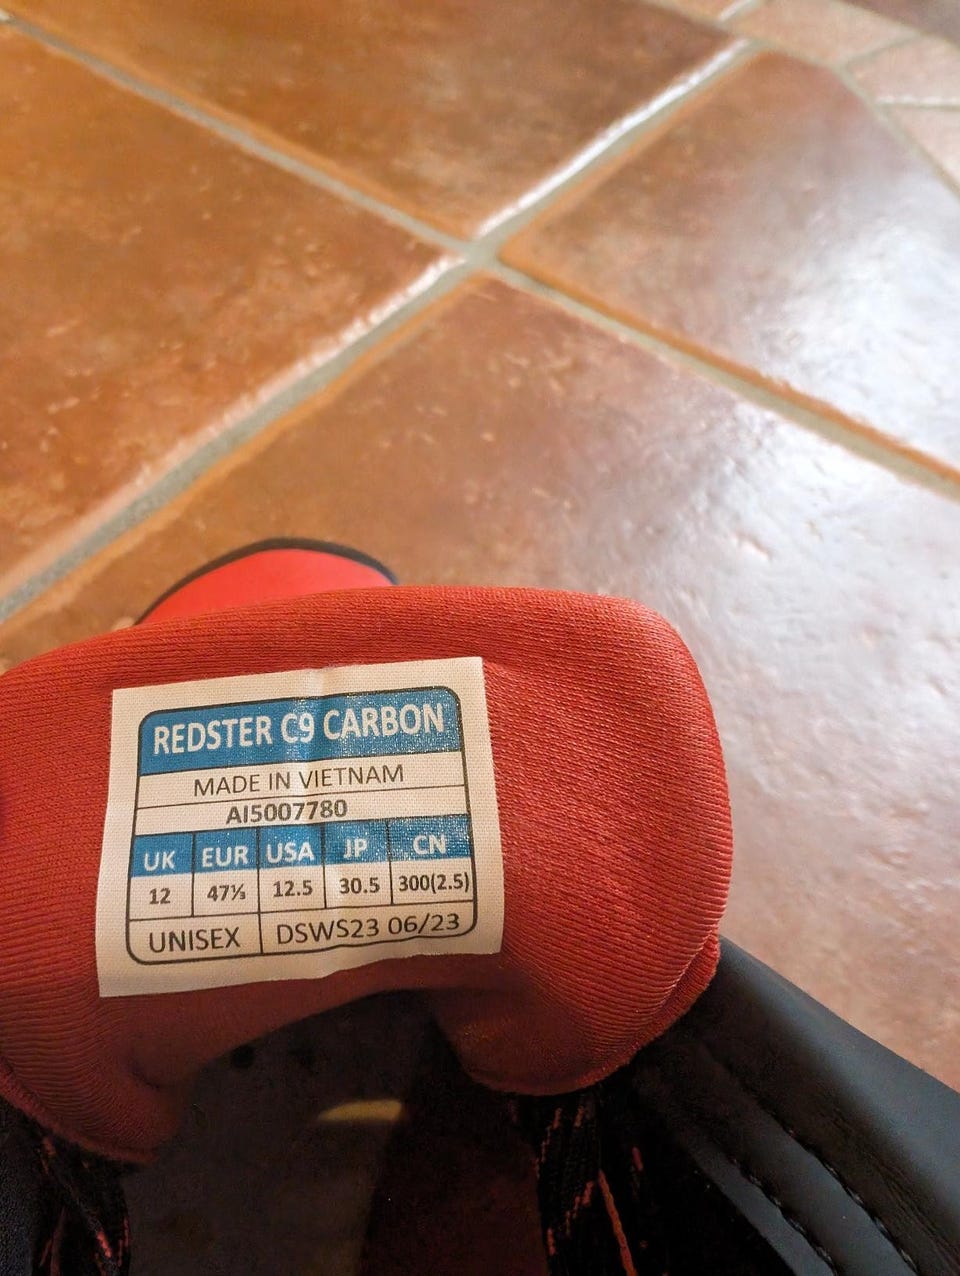 REDSTER C9 CARBON
MADE IN VIETNAM
AI5007780
UK EUR USA JP CN
12 47⅓ 12.5 30.5 300(2.5)
UNISEX DSWS23 06/23